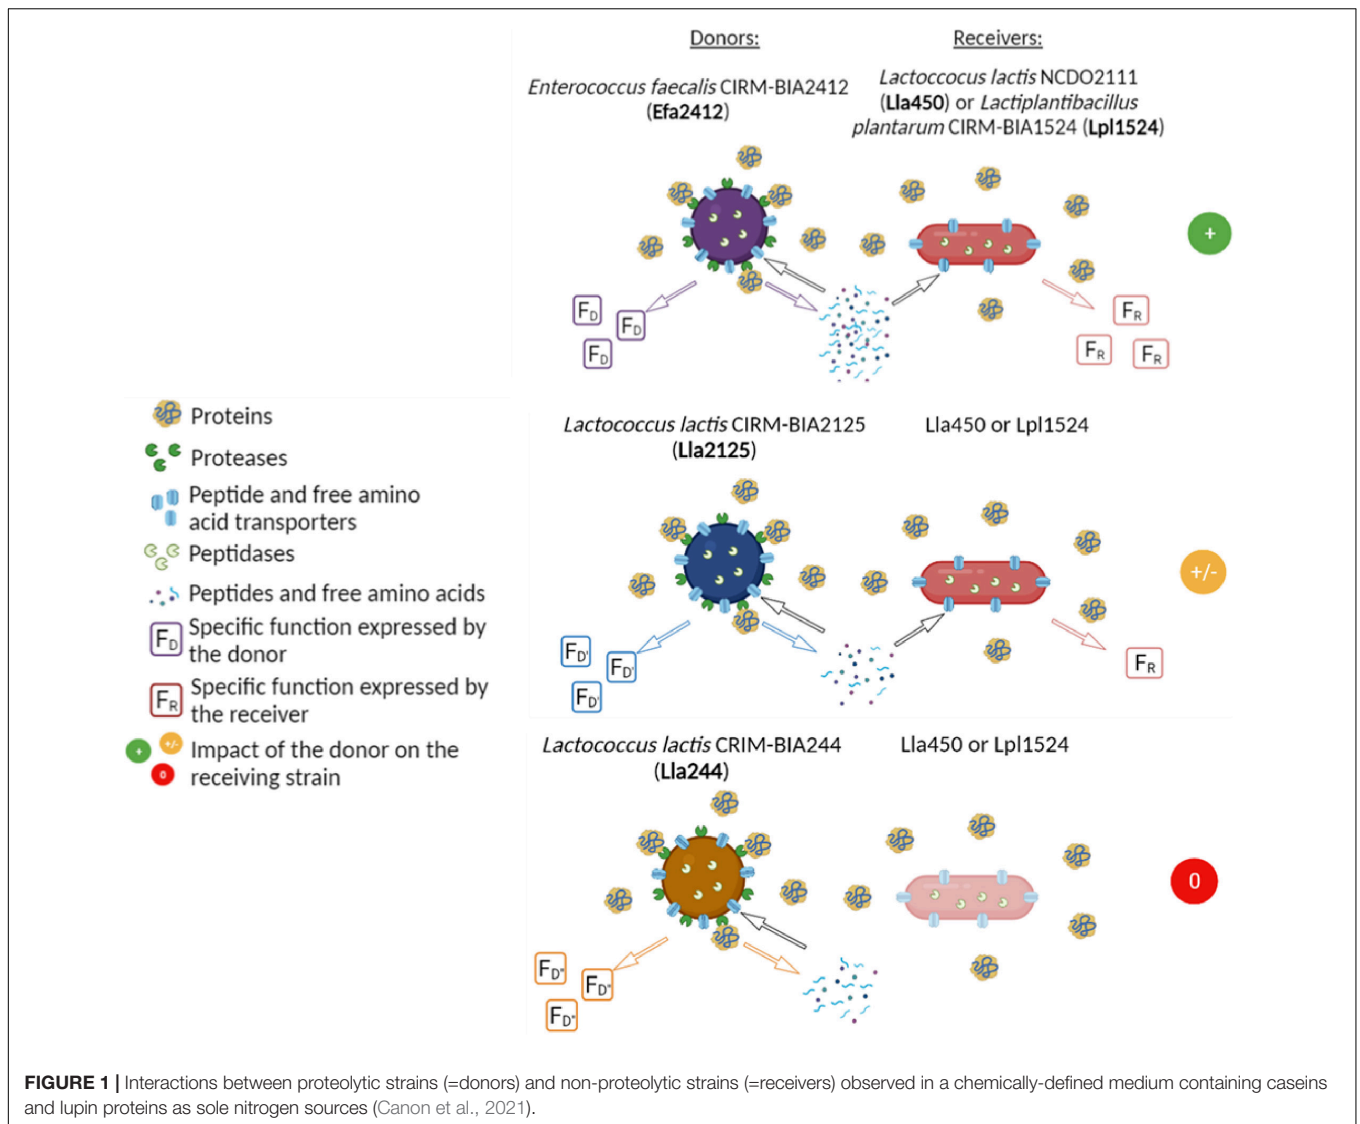 Donors:
Receivers:
Enterococcus faecalis CIRM-BIA2412
(Efa2412)
Lactoccocus lactis NCDO2111
(Lla450) or Lactiplantibacillus
plantarum CIRM-BIA1524 (Lpl1524)
+
FD
FD
FD
FR
FR
FR
Proteins
Proteases
Peptide and free amino
acid transporters
Peptidases
Peptides and free amino acids
FD
Specific function expressed by
the donor
FR
Specific function expressed by
the receiver
+
+/-
0
Impact of the donor on the
receiving strain
Lactococcus lactis CIRM-BIA2125
(Lla2125)
Lla450 or Lpl1524
+/-
FD'
FD'
FD'
FR
Lactococcus lactis CRIM-BIA244
(Lla244)
Lla450 or Lpl1524
0
FD"
FD"
FD"
FIGURE 1 | Interactions between proteolytic strains (=donors) and non-proteolytic strains (=receivers) observed in a chemically-defined medium containing caseins
and lupin proteins as sole nitrogen sources (Canon et al., 2021).